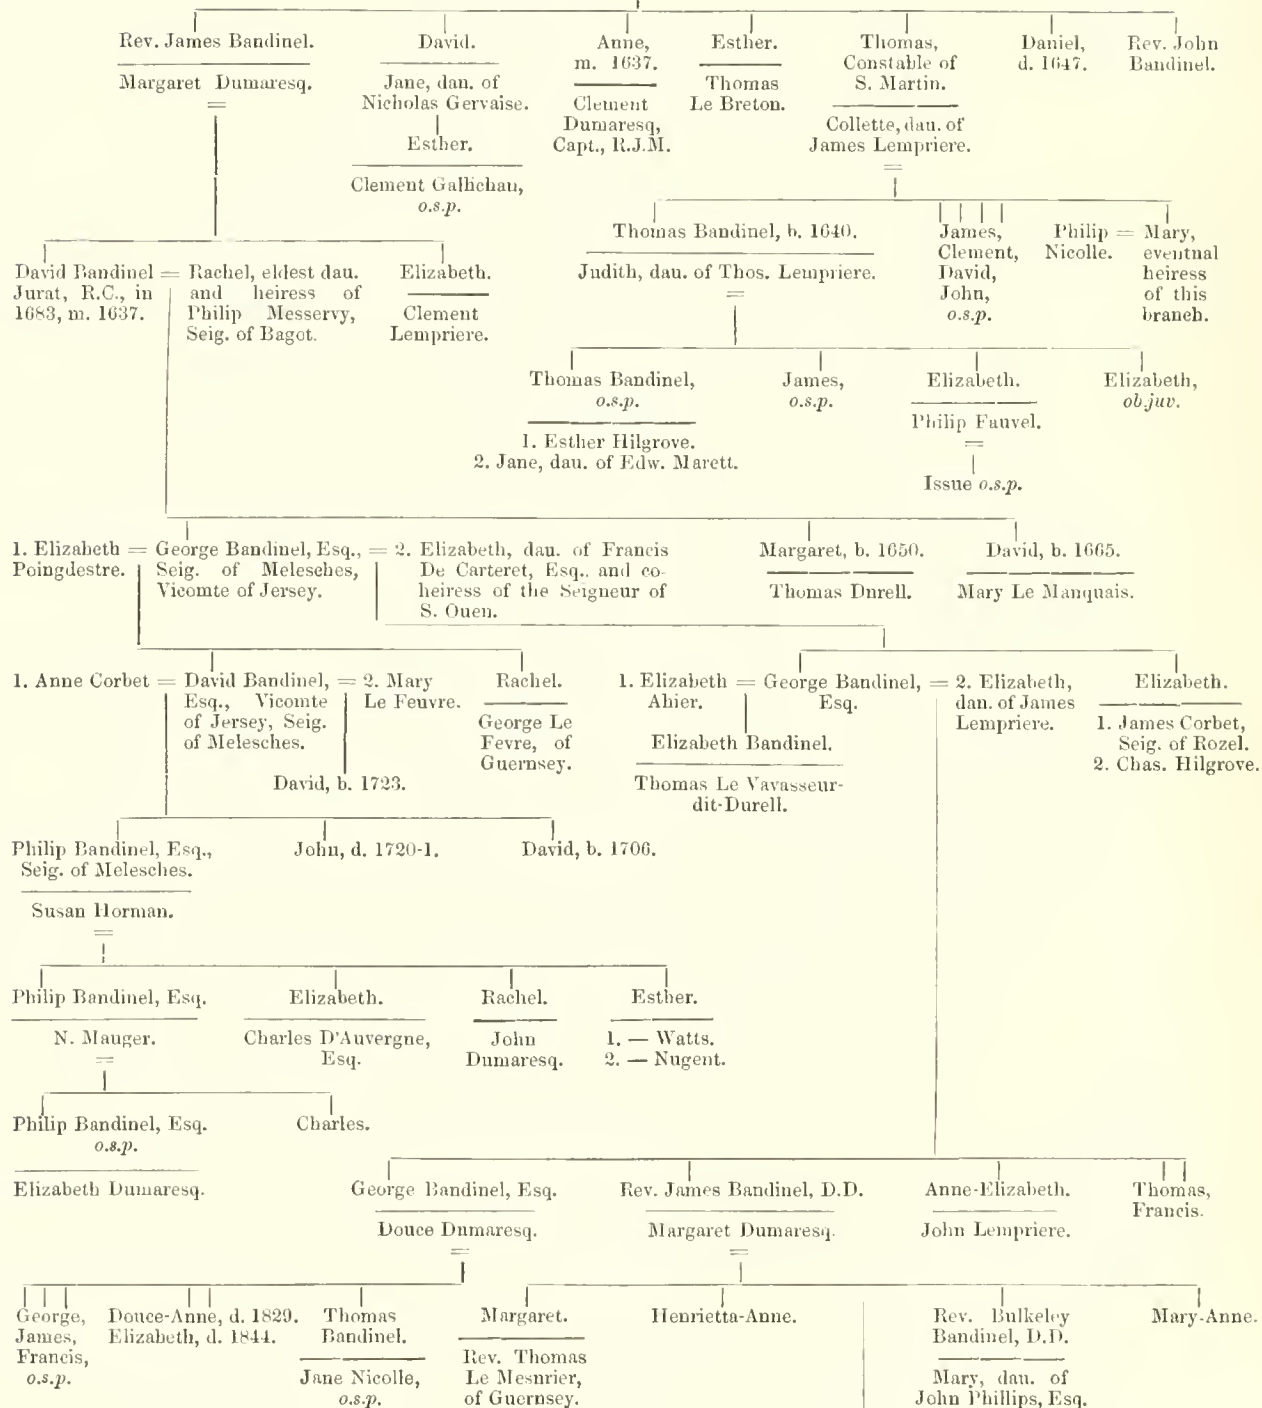 Rev. James Bandinel.
Margaret Dumaresq.
=
David.
Jane, dau. of
Nicholas Gervaise.
Esther.
Clement Gallichau,
o.s.p.
Anne,
m. 1637.
Clement
Dumaresq,
Capt., R.J.M.
Esther.
Thomas
Le Breton.
Thomas,
Constable of
S. Martin.
Collette, dau. of
James Lempriere.
=
Daniel,
d. 1647.
Rev. John
Bandinel.
Thomas Bandinel, b. 1640.
Judith, dau. of Thos. Lempriere.
=
James,
Clement,
David,
John,
o.s.p.
Philip = Mary,
Nicolle. eventual
heiress
of this
branch.
David Bandinel = Rachel, eldest dau.
Jurat, R.C., in and heiress of
1683, m. 1637. Philip Messervy,
Seig. of Bagot.
Elizabeth.
Clement
Lempriere.
Thomas Bandinel,
o.s.p.
1. Esther Hilgrove.
2. Jane, dau. of Edw. Marett.
James,
o.s.p.
Elizabeth.
Philip Fauvel.
=
Issue o.s.p.
Elizabeth,
ob. juv.
1. Elizabeth = George Bandinel, Esq., = 2. Elizabeth, dau. of Francis
Poingdestre. Seig. of Melesches, De Carteret, Esq., and co-
Vicomte of Jersey. heiress of the Seigneur of
S. Ouen.
Margaret, b. 1650.
Thomas Durell.
David, b. 1665.
Mary Le Manquais.
1. Anne Corbet = David Bandinel, = 2. Mary
Esq., Vicomte Le Feuvre.
of Jersey, Seig.
of Melesches.
David, b. 1723.
Rachel.
George Le
Fevre, of
Guernsey.
1. Elizabeth = George Bandinel, = 2. Elizabeth,
Ahier. Esq. dau. of James
Lempriere.
Elizabeth Bandinel.
Thomas Le Vavasseur-
dit-Durell.
Elizabeth.
1. James Corbet,
Seig. of Rozel.
2. Chas. Hilgrove.
Philip Bandinel, Esq.,
Seig. of Melesches.
Susan Horman.
=
John, d. 1720-1.
David, b. 1706.
Philip Bandinel, Esq.
N. Mauger.
=
Elizabeth.
Charles D'Auvergne,
Esq.
Rachel.
John
Dumaresq.
Esther.
1. — Watts.
2. — Nugent.
Philip Bandinel, Esq.
o.s.p.
Elizabeth Dumaresq.
Charles.
George Bandinel, Esq.
Douce Dumaresq.
=
Rev. James Bandinel, D.D.
Margaret Dumaresq.
=
Anne-Elizabeth.
John Lempriere.
Thomas,
Francis.
George,
James,
Francis,
o.s.p.
Douce-Anne, d. 1829.
Elizabeth, d. 1844.
Thomas
Bandinel.
Jane Nicolle,
o.s.p.
Margaret.
Rev. Thomas
Le Mesurier,
of Guernsey.
Henrietta-Anne.
Rev. Bulkeley
Bandinel, D.D.
Mary, dau. of
John Phillips, Esq.
Mary-Anne.